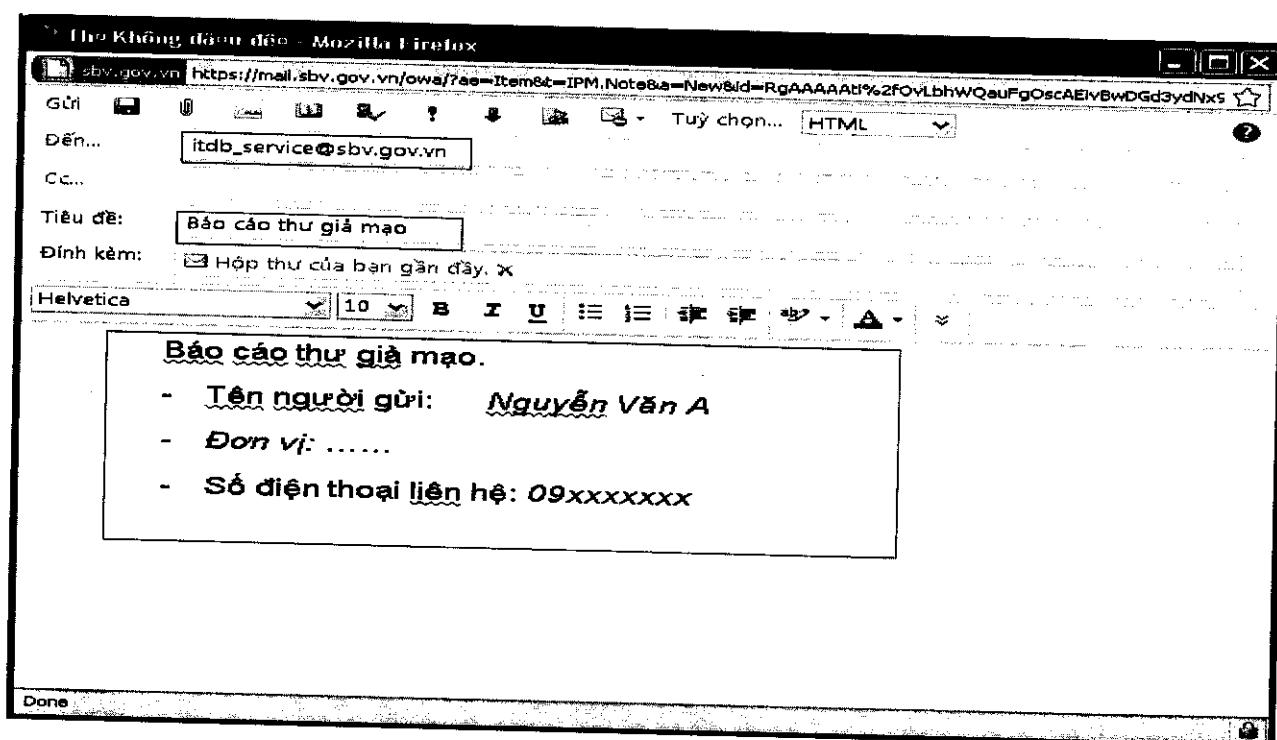 Thư Không đầu đề - Mozilla Firefox
sbv.gov.vn https://mail.sbv.gov.vn/owa/?ae=Item&t=IPM.Note&a=New&id=
Gửi Tuỳ chọn... HTML
Đến... itdb_service@sbv.gov.vn
Cc...
Tiêu đề: Báo cáo thư giả mạo
Đính kèm: Hộp thư của bạn gần đầy.
Helvetica 10 B I U
Báo cáo thư giả mạo.
- Tên người gửi: Nguyễn Văn A
- Đơn vị: ......
- Số điện thoại liên hệ: 09xxxxxxx
Done